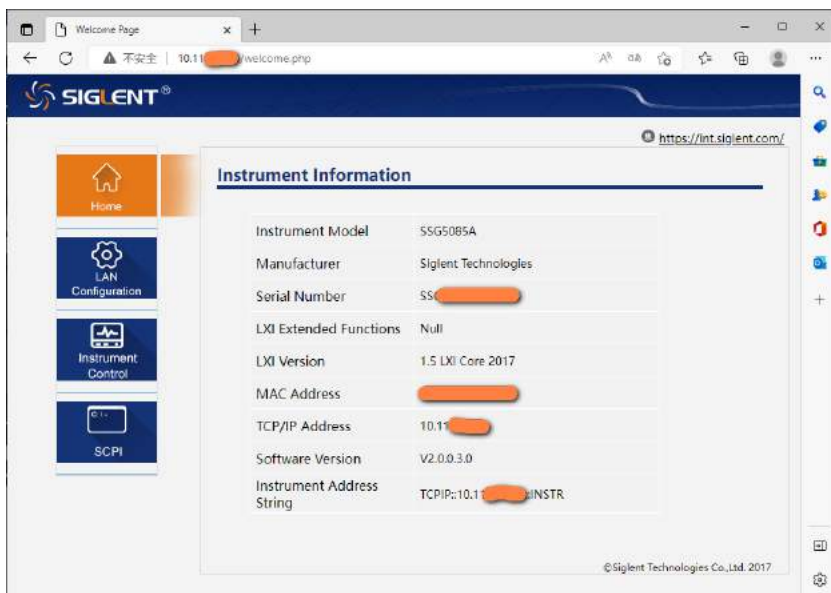 Welcome Page
不安全 | 10.11 /welcome.php
SIGLENT®
https://int.siglent.com/
Home
LAN
Configuration
Instrument
Control
SCPI
Instrument Information
Instrument Model SSG5085A
Manufacturer Siglent Technologies
Serial Number SS
LXI Extended Functions Null
LXI Version 1.5 LXI Core 2017
MAC Address
TCP/IP Address 10.11
Software Version V2.0.0.3.0
Instrument Address
String TCPIP::10.11 ::INSTR
©Siglent Technologies Co.,Ltd. 2017